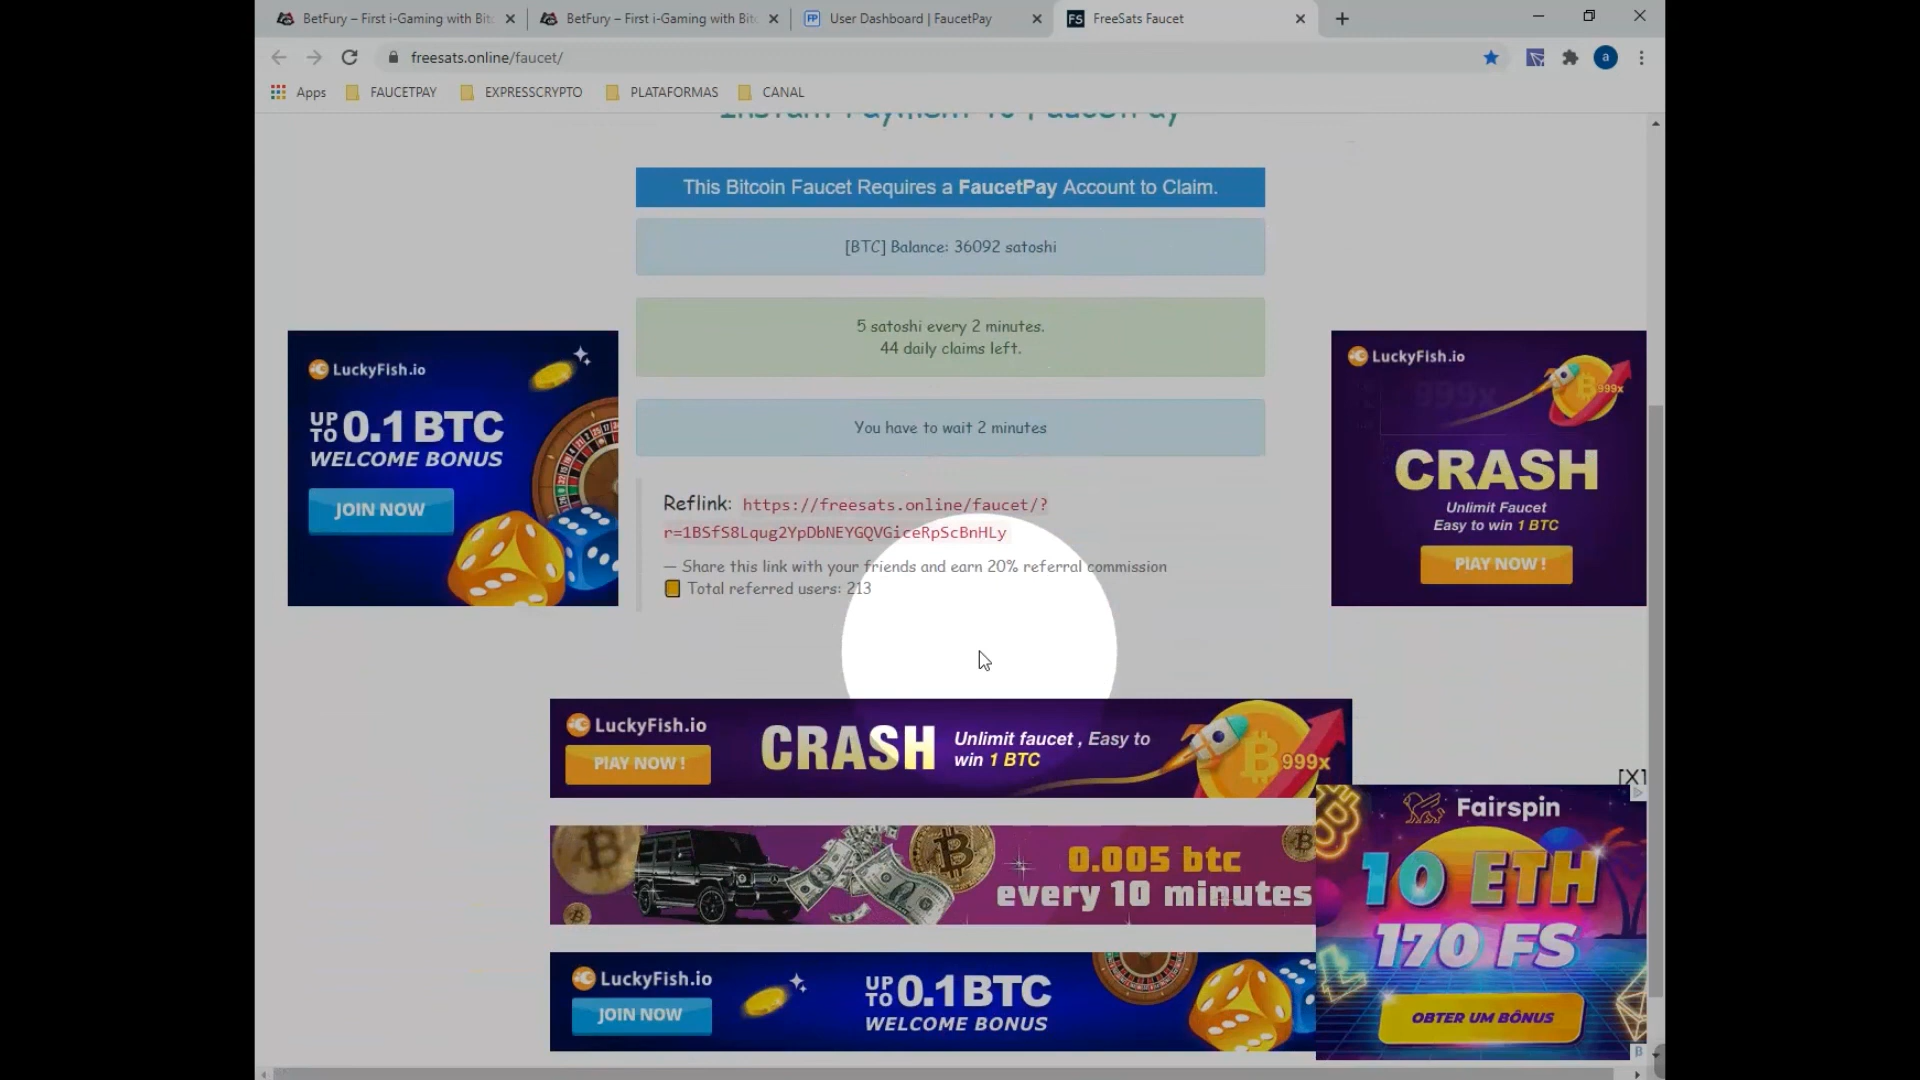 BetFury – First i-Gaming with Bit
BetFury – First i-Gaming with Bit
User Dashboard | FaucetPay
FS FreeSats Faucet
freesats.online/faucet/
a
Apps
FAUCETPAY
EXPRESSCRYPTO
PLATAFORMAS
CANAL
Instant Payment To FaucetPay
This Bitcoin Faucet Requires a FaucetPay Account to Claim.
[BTC] Balance: 36092 satoshi
5 satoshi every 2 minutes.
44 daily claims left.
You have to wait 2 minutes
Reflink: https://freesats.online/faucet/?
r=1BSfS8Lqug2YpDbNEYGQVGiceRpScBnHLy
— Share this link with your friends and earn 20% referral commission
Total referred users: 213
LuckyFish.io
UP TO 0.1 BTC
WELCOME BONUS
JOIN NOW
LuckyFish.io
999x
CRASH
Unlimit Faucet
Easy to win 1 BTC
PlAY NOW !
LuckyFish.io
PlAY NOW !
CRASH
Unlimit faucet , Easy to
win 1 BTC
999x
0.005 btc
every 10 minutes
LuckyFish.io
JOIN NOW
UP TO 0.1 BTC
WELCOME BONUS
[X]
Fairspin
10 ETH
170 FS
OBTER UM BÔNUS